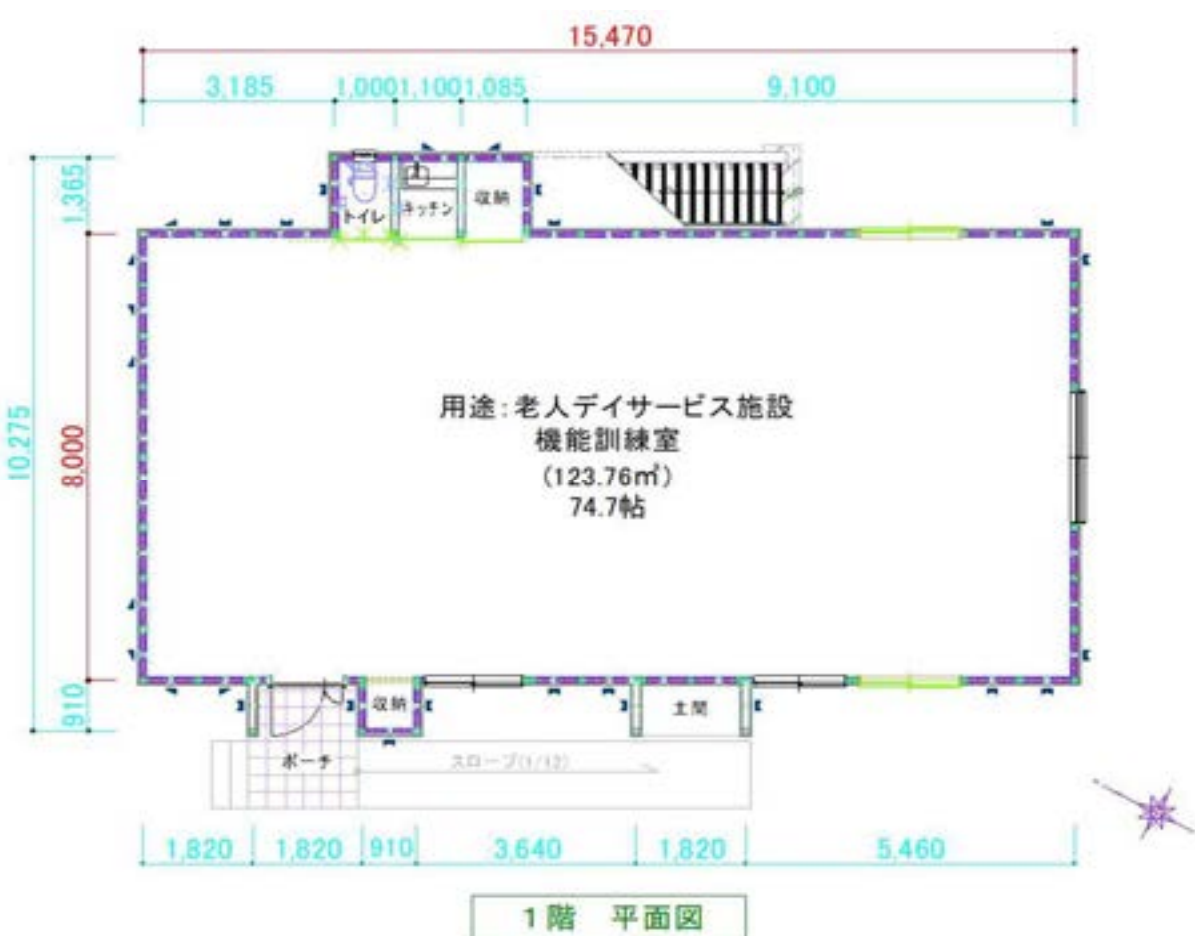 15,470
3,185
1,000
1,100
1,085
9,100
10,275
1,365
8,000
910
トイレ
キッチン
収納
用途:老人デイサービス施設
機能訓練室
(123.76㎡)
74.7帖
収納
土間
ポーチ
スロープ(1/12)
1,820
1,820
910
3,640
1,820
5,460
1階 平面図